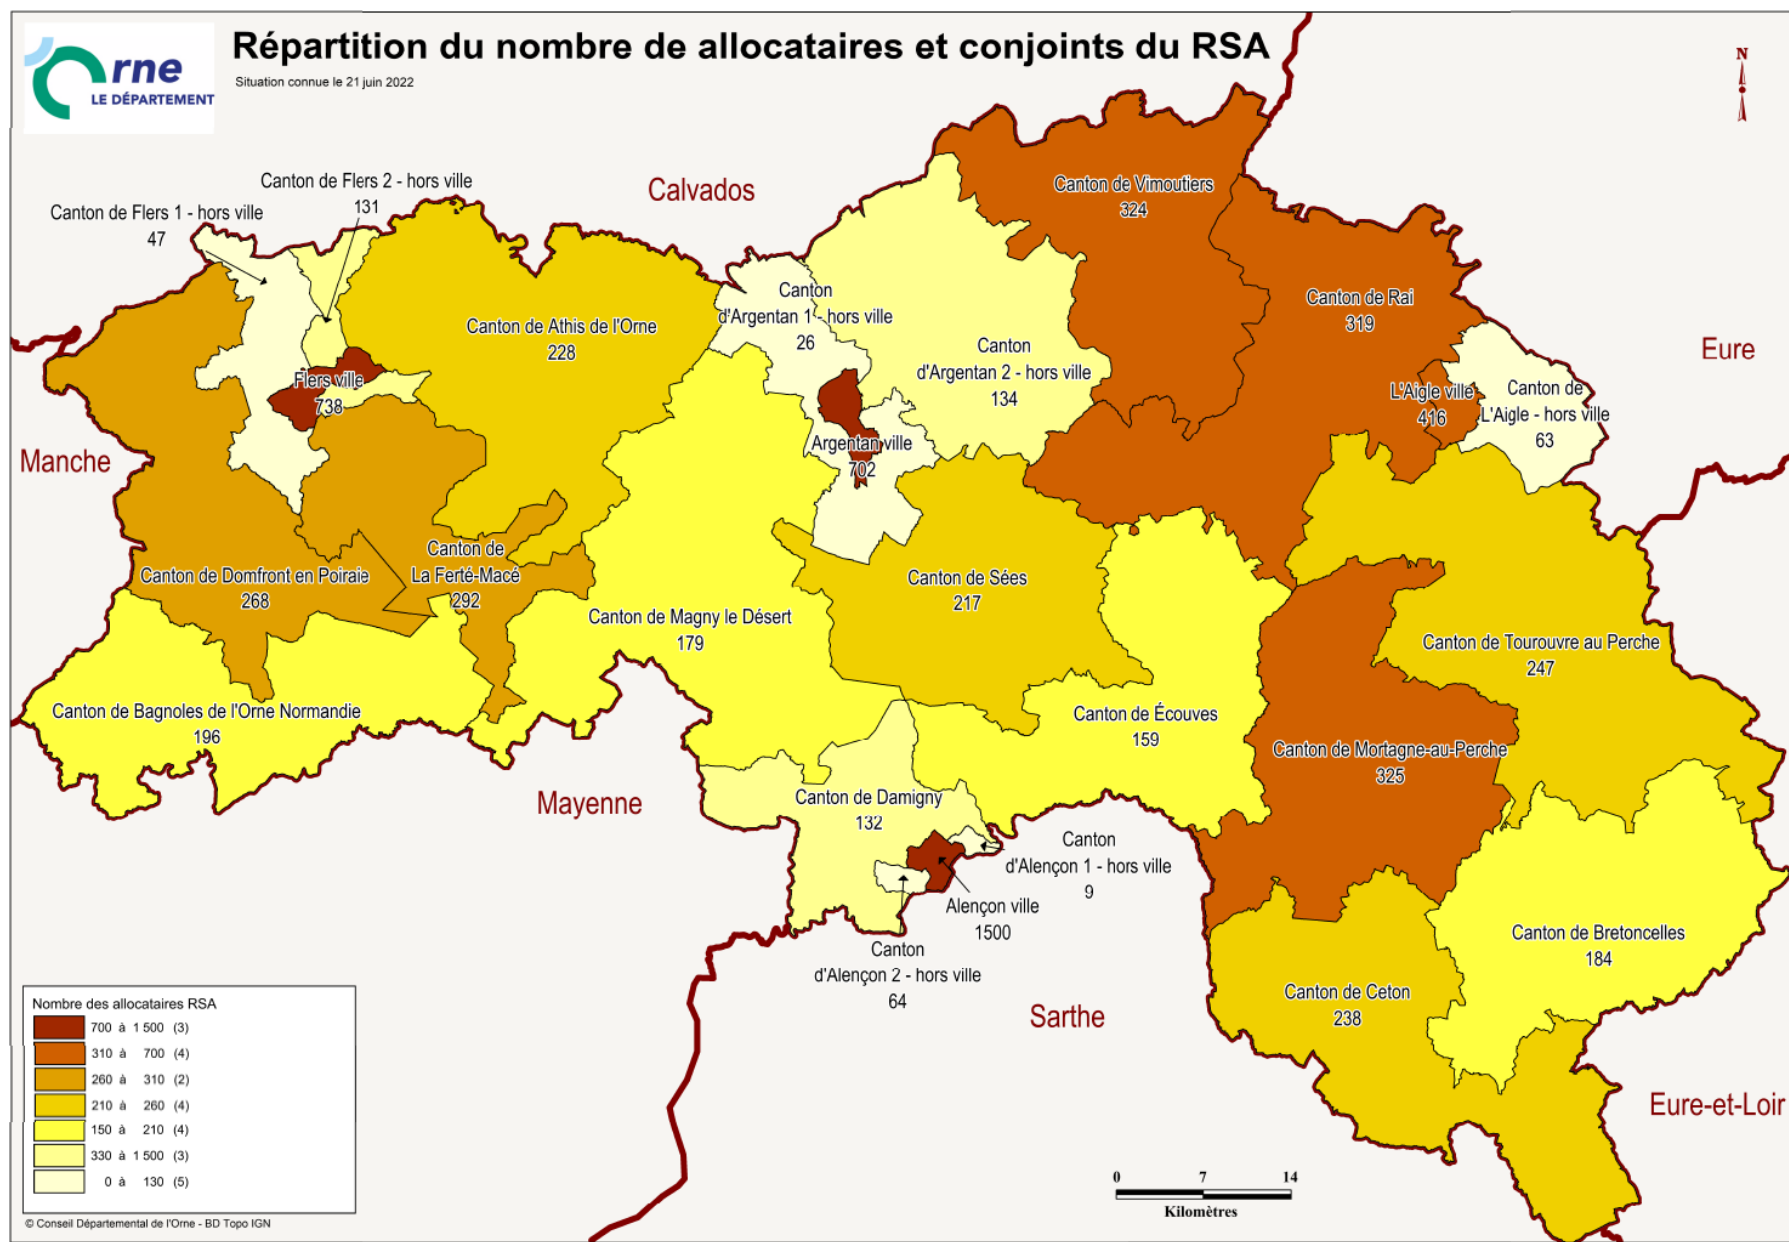 Orne
LE DÉPARTEMENT
Répartition du nombre de allocataires et conjoints du RSA
Situation connue le 21 juin 2022
N
Canton de Flers 2 - hors ville
131
Canton de Flers 1 - hors ville
47
Calvados
Canton de Vimoutiers
324
Canton de Athis de l'Orne
228
Canton
d'Argentan 1 - hors ville
26
Canton de Rai
319
Canton
d'Argentan 2 - hors ville
134
Eure
Flers ville
738
L'Aigle ville
416
Canton de
L'Aigle - hors ville
63
Manche
Argentan ville
702
Canton de Domfront en Poiraie
268
Canton de
La Ferté-Macé
292
Canton de Sées
217
Canton de Magny le Désert
179
Canton de Tourouvre au Perche
247
Canton de Bagnoles de l'Orne Normandie
196
Canton de Écouves
159
Canton de Mortagne-au-Perche
325
Mayenne
Canton de Damigny
132
Canton
d'Alençon 1 - hors ville
9
Alençon ville
1500
Canton
d'Alençon 2 - hors ville
64
Canton de Bretoncelles
184
Canton de Ceton
238
Sarthe
Eure-et-Loir
Nombre des allocataires RSA
700 à 1 500 (3)
310 à 700 (4)
260 à 310 (2)
210 à 260 (4)
150 à 210 (4)
330 à 1 500 (3)
0 à 130 (5)
0 7 14
Kilomètres
© Conseil Départemental de l'Orne - BD Topo IGN